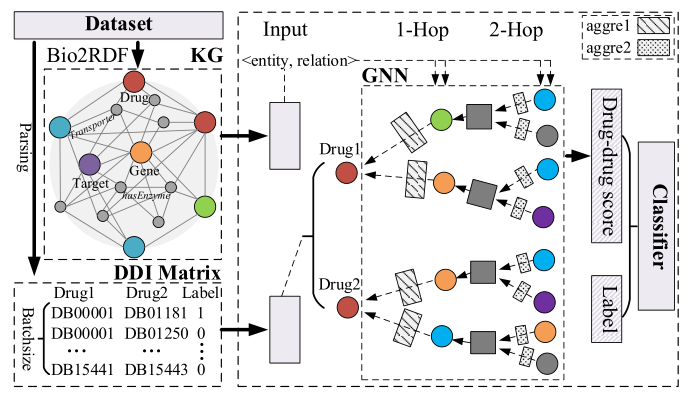 Dataset
Bio2RDF
KG
Parsing
Drug
Transporter
Gene
Target
hasEnzyme
DDI Matrix
Drug1 Drug2 Label
Batchsize
DB00001 DB01181 1
DB00001 DB01250 0
... ... ...
DB15441 DB15443 0
Input
1-Hop
2-Hop
aggre1
aggre2
<entity, relation>
GNN
Drug1
Drug2
Drug-drug score
Label
Classifier